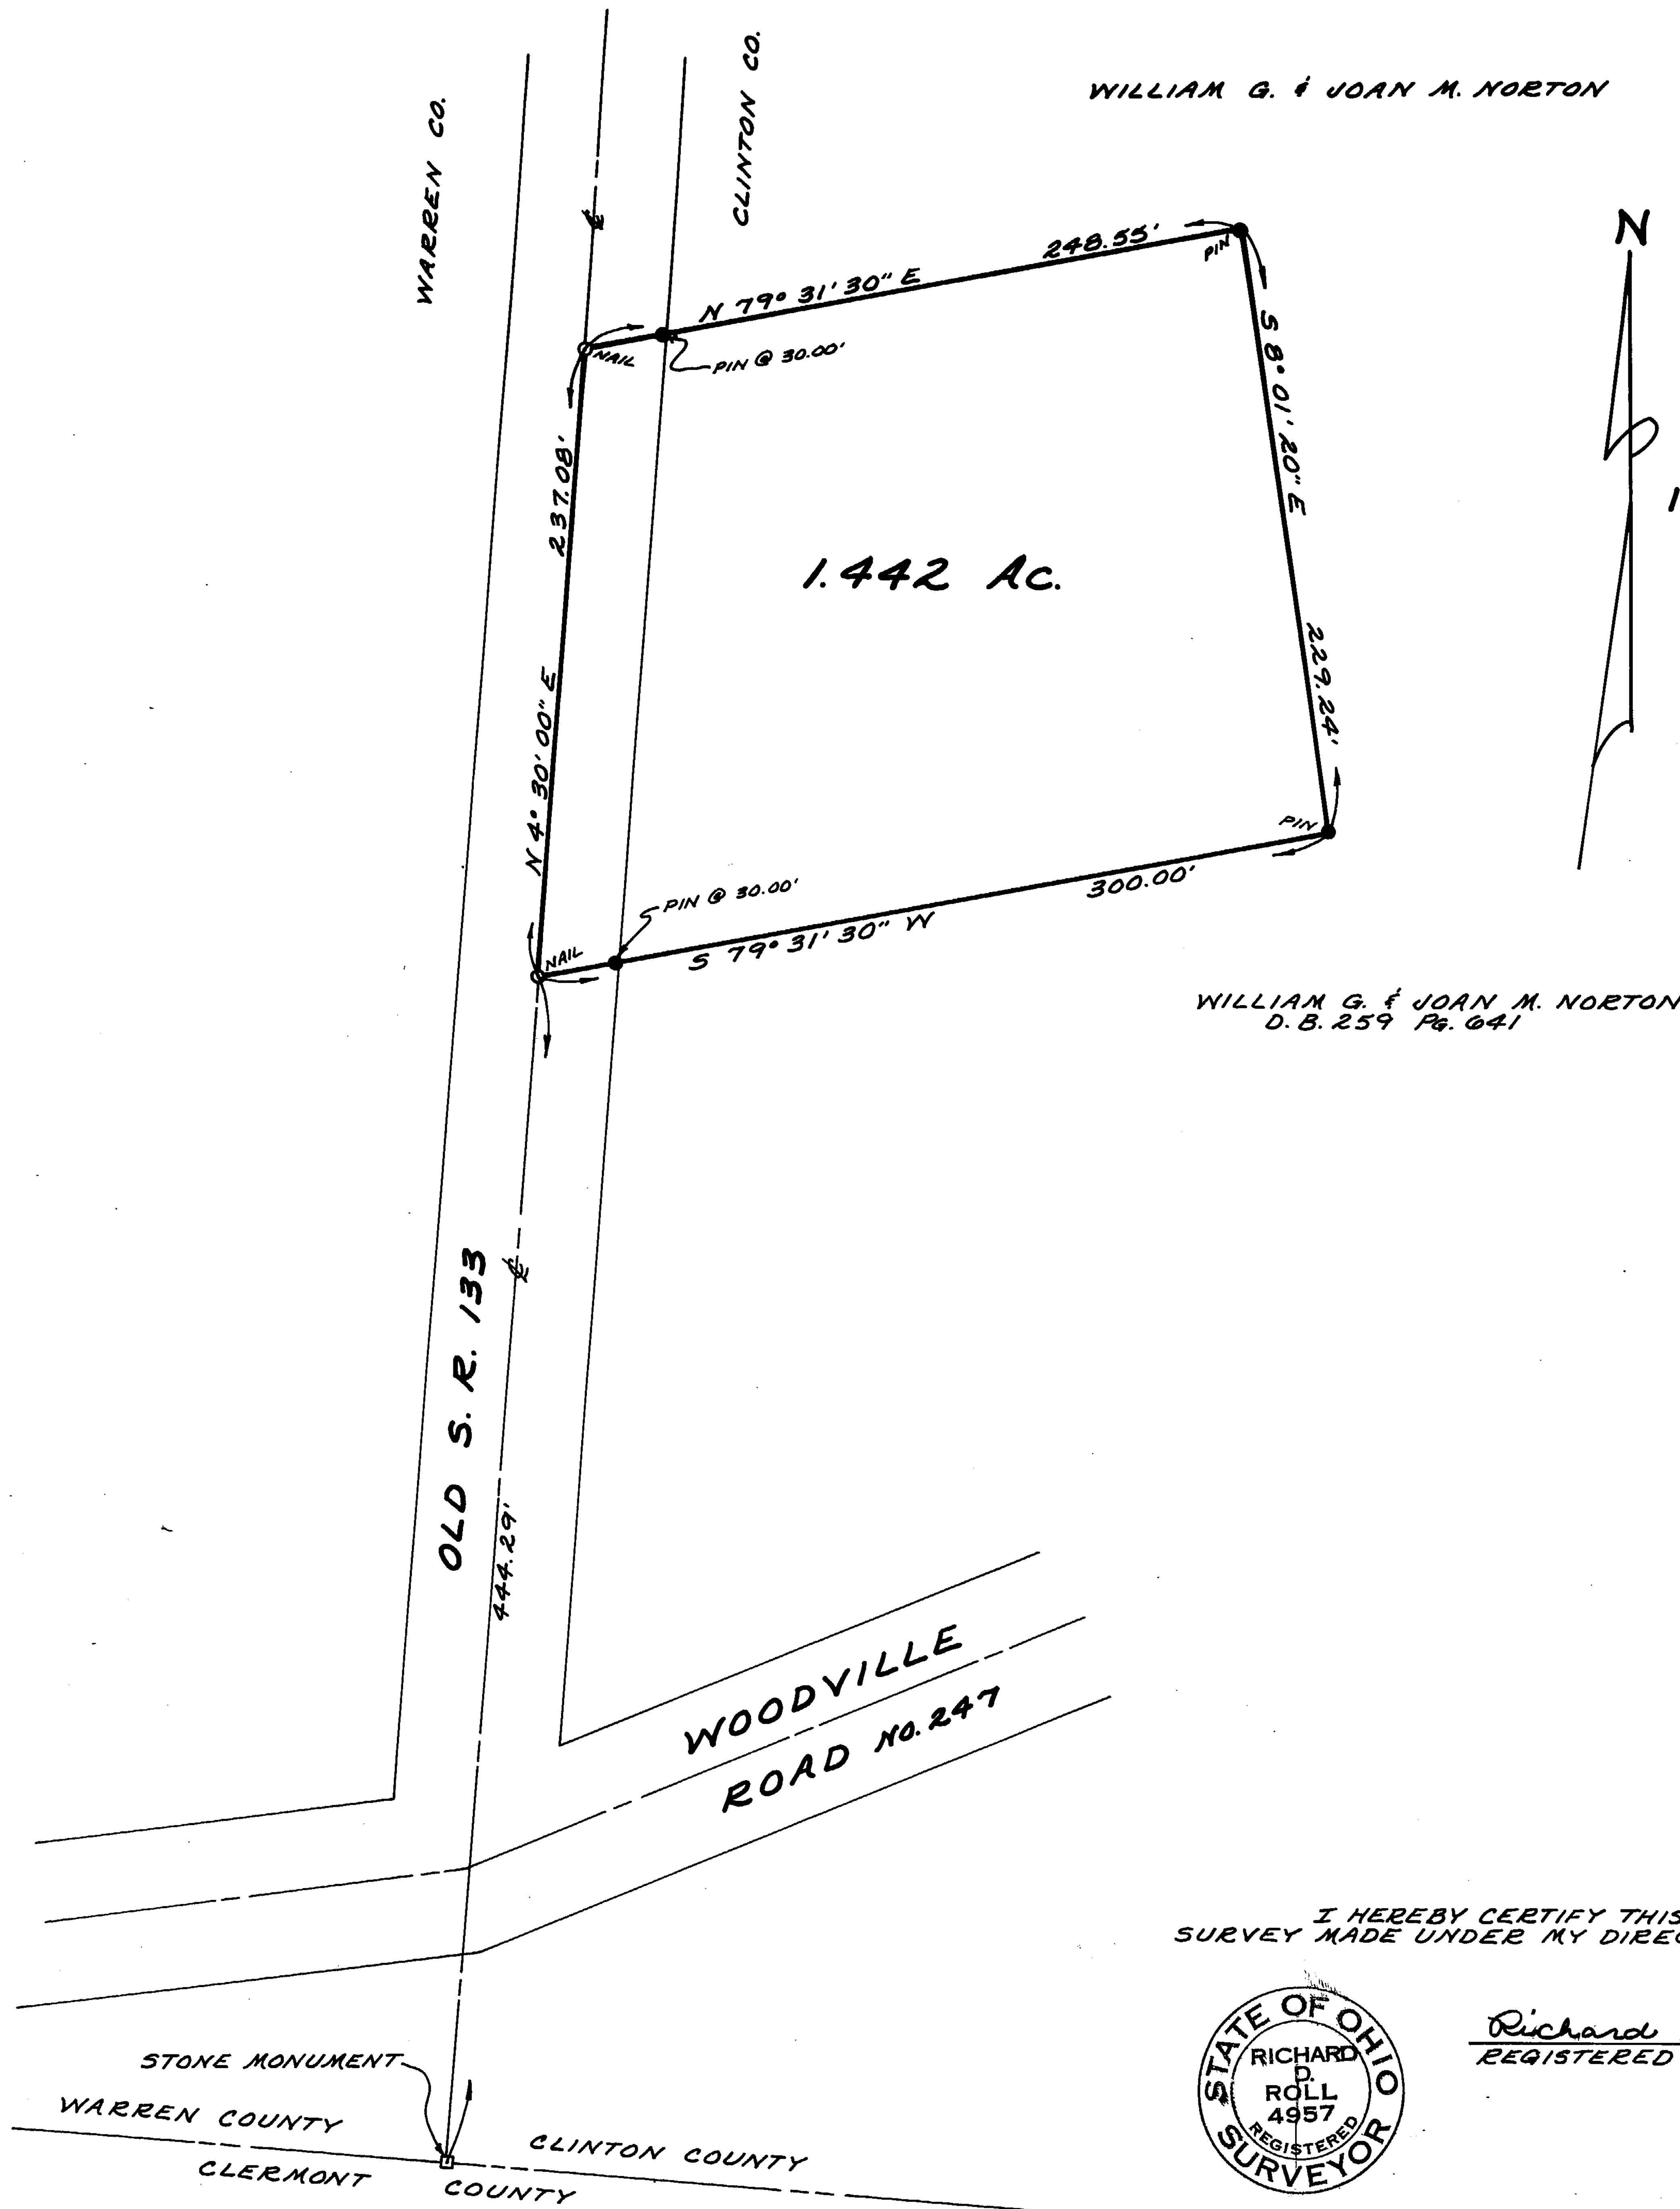 WILLIAM G. & JOAN M. NORTON
WARREN CO.
CLINTON CO.
N
℄
N 79° 31' 30" E
248.55'
PIN
NAIL
PIN @ 30.00'
S 8° 01' 20" E
229.24'
237.08'
N 4° 30' 00" E
1.442 AC.
PIN
PIN @ 30.00'
300.00'
S 79° 31' 30" W
NAIL
WILLIAM G. & JOAN M. NORTON
D. B. 259 PG. 641
℄
OLD S. R. 133
444.29'
WOODVILLE
ROAD NO. 247
I HEREBY CERTIFY THIS
SURVEY MADE UNDER MY
STATE OF OHIO
RICHARD
D.
ROLL
4957
REGISTERED
SURVEYOR
Richard
REGISTERED
STONE MONUMENT
WARREN COUNTY
CLINTON COUNTY
CLERMONT COUNTY